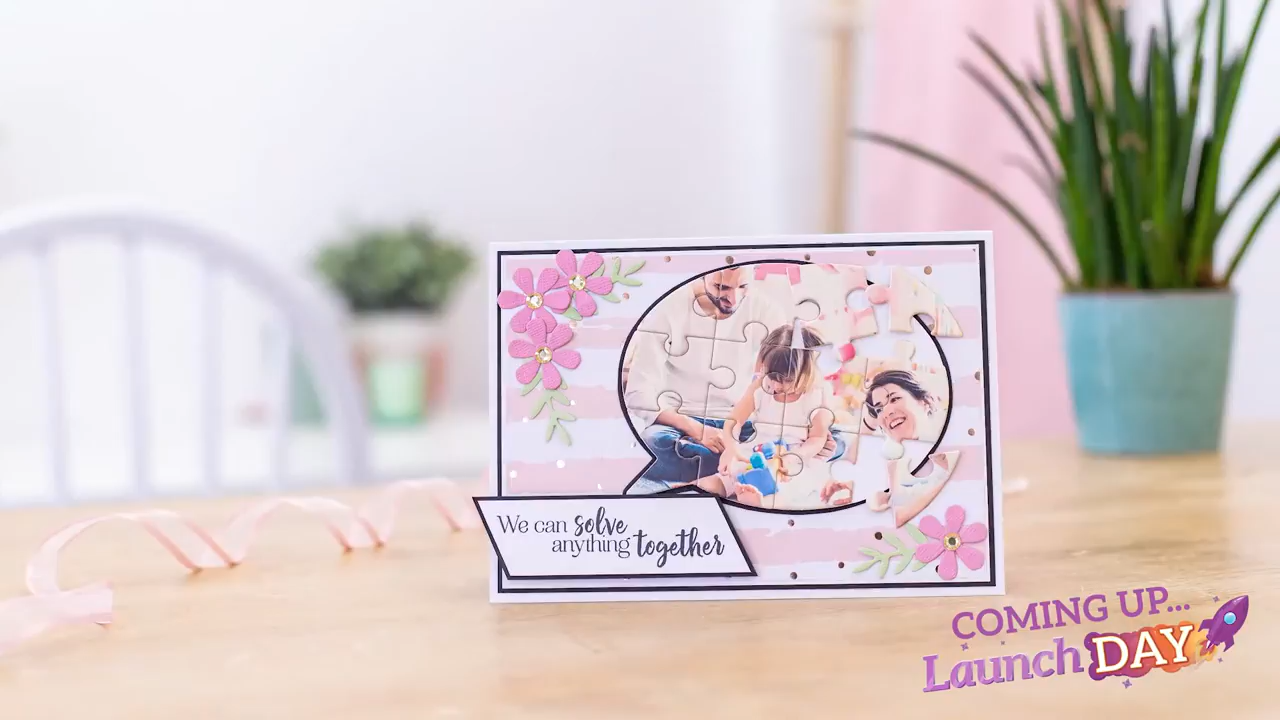 We can solve
anything together
COMING UP...
Launch DAY